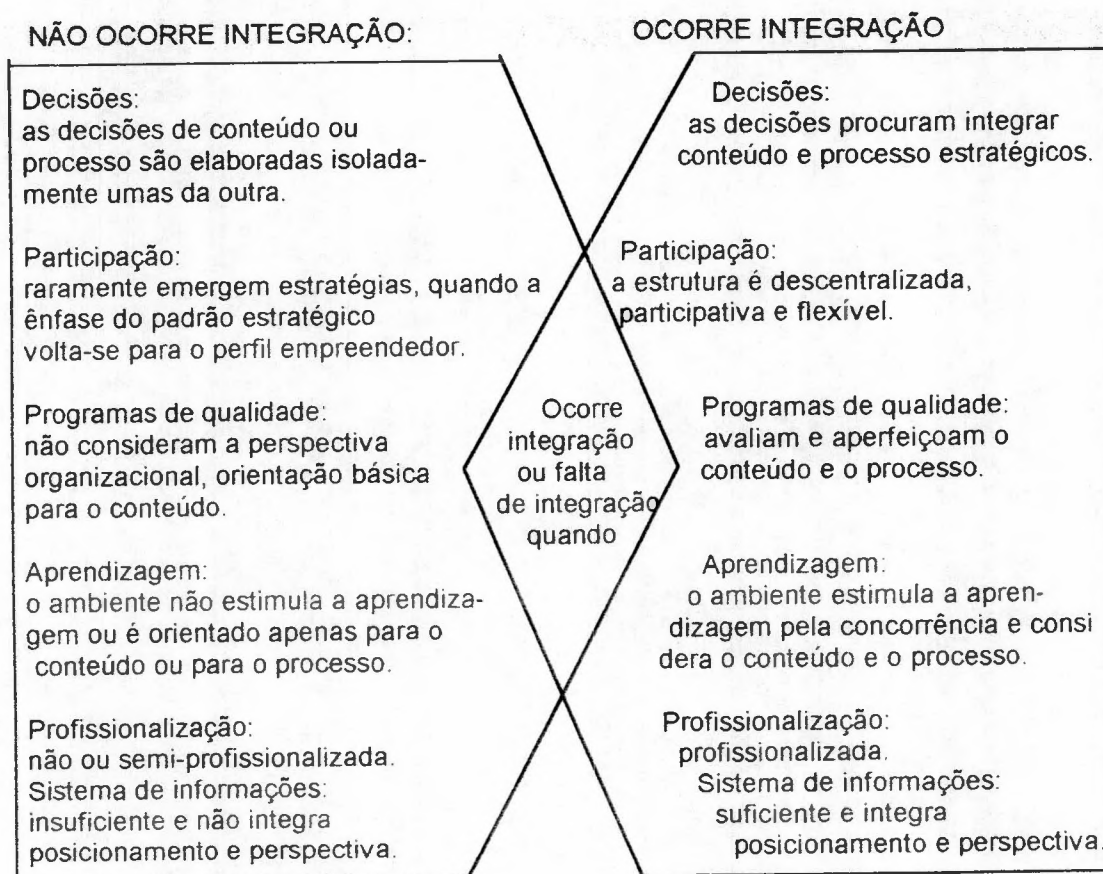 NÃO OCORRE INTEGRAÇÃO:
Decisões:
as decisões de conteúdo ou
processo são elaboradas isolada-
mente umas da outra.
Participação:
raramente emergem estratégias, quando a
ênfase do padrão estratégico
volta-se para o perfil empreendedor.
Programas de qualidade:
não consideram a perspectiva
organizacional, orientação básica
para o conteúdo.
Aprendizagem:
o ambiente não estimula a aprendiza-
gem ou é orientado apenas para o
conteúdo ou para o processo.
Profissionalização:
não ou semi-profissionalizada.
Sistema de informações:
insuficiente e não integra
posicionamento e perspectiva.
Ocorre
integração
ou falta
de integração
quando
OCORRE INTEGRAÇÃO
Decisões:
as decisões procuram integrar
conteúdo e processo estratégicos.
Participação:
a estrutura é descentralizada,
participativa e flexível.
Programas de qualidade:
avaliam e aperfeiçoam o
conteúdo e o processo.
Aprendizagem:
o ambiente estimula a apren-
dizagem pela concorrência e consi
dera o conteúdo e o processo.
Profissionalização:
profissionalizada.
Sistema de informações:
suficiente e integra
posicionamento e perspectiva.